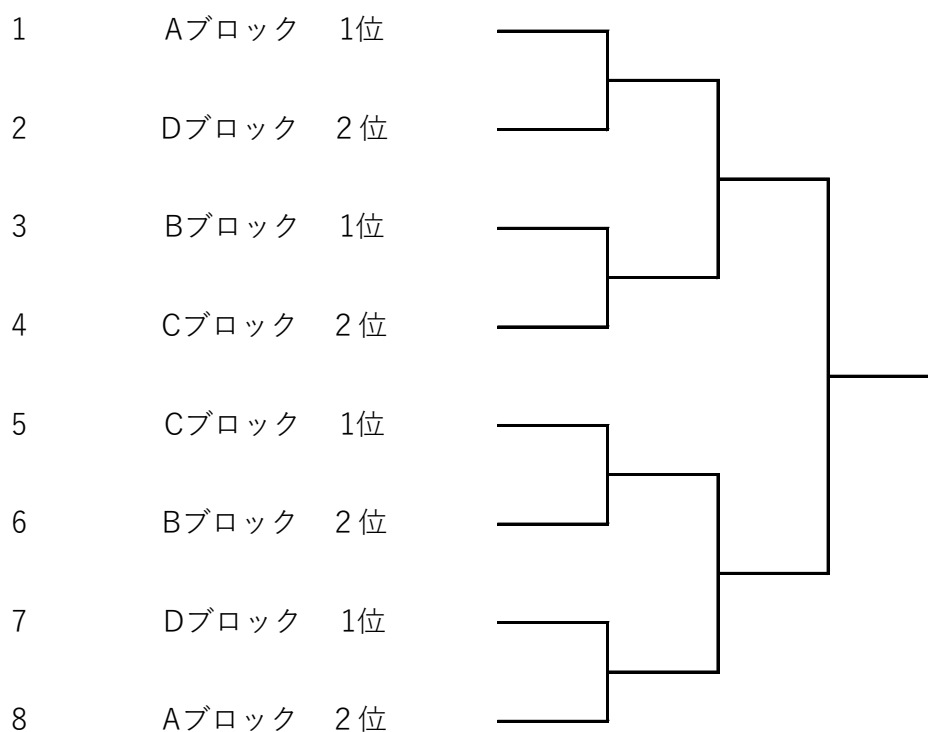 1 Aブロック 1位
2 Dブロック 2位
3 Bブロック 1位
4 Cブロック 2位
5 Cブロック 1位
6 Bブロック 2位
7 Dブロック 1位
8 Aブロック 2位